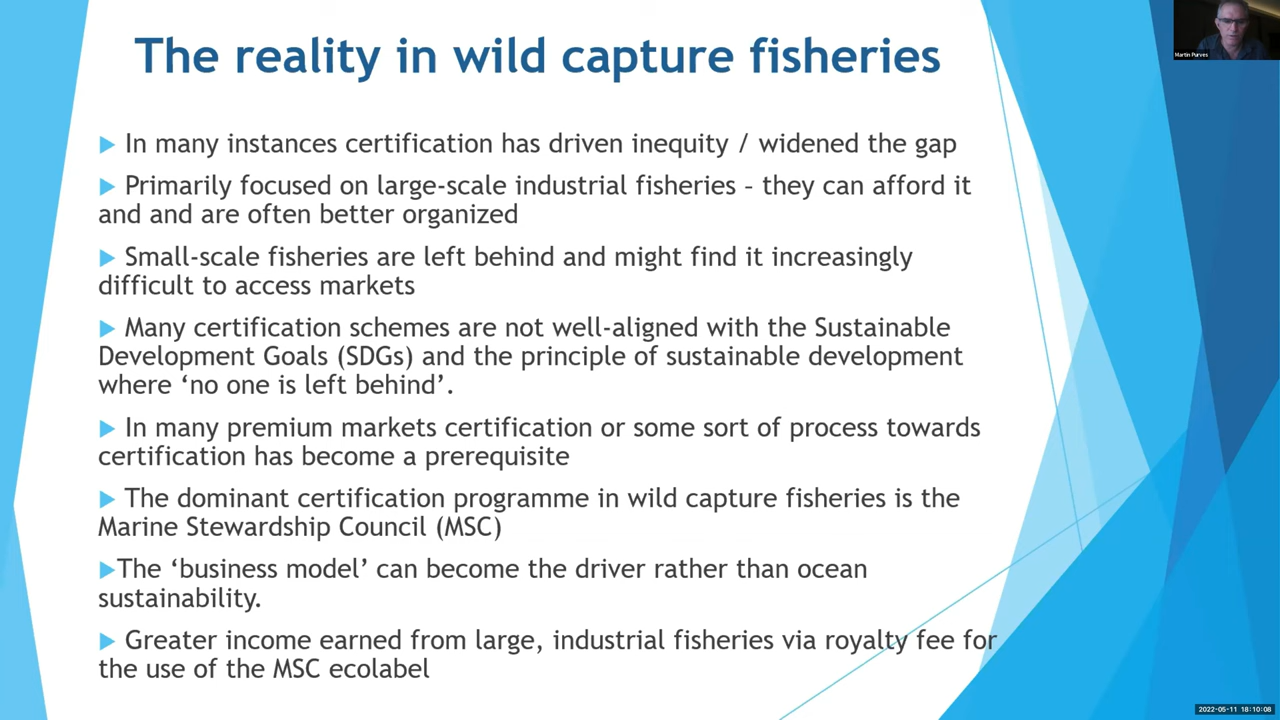 The reality in wild capture fisheries
Martin Purves
In many instances certification has driven inequity / widened the gap
Primarily focused on large-scale industrial fisheries – they can afford it
and and are often better organized
Small-scale fisheries are left behind and might find it increasingly
difficult to access markets
Many certification schemes are not well-aligned with the Sustainable
Development Goals (SDGs) and the principle of sustainable development
where ‘no one is left behind’.
In many premium markets certification or some sort of process towards
certification has become a prerequisite
The dominant certification programme in wild capture fisheries is the
Marine Stewardship Council (MSC)
The ‘business model’ can become the driver rather than ocean
sustainability.
Greater income earned from large, industrial fisheries via royalty fee for
the use of the MSC ecolabel
2022-05-11 18:10:08